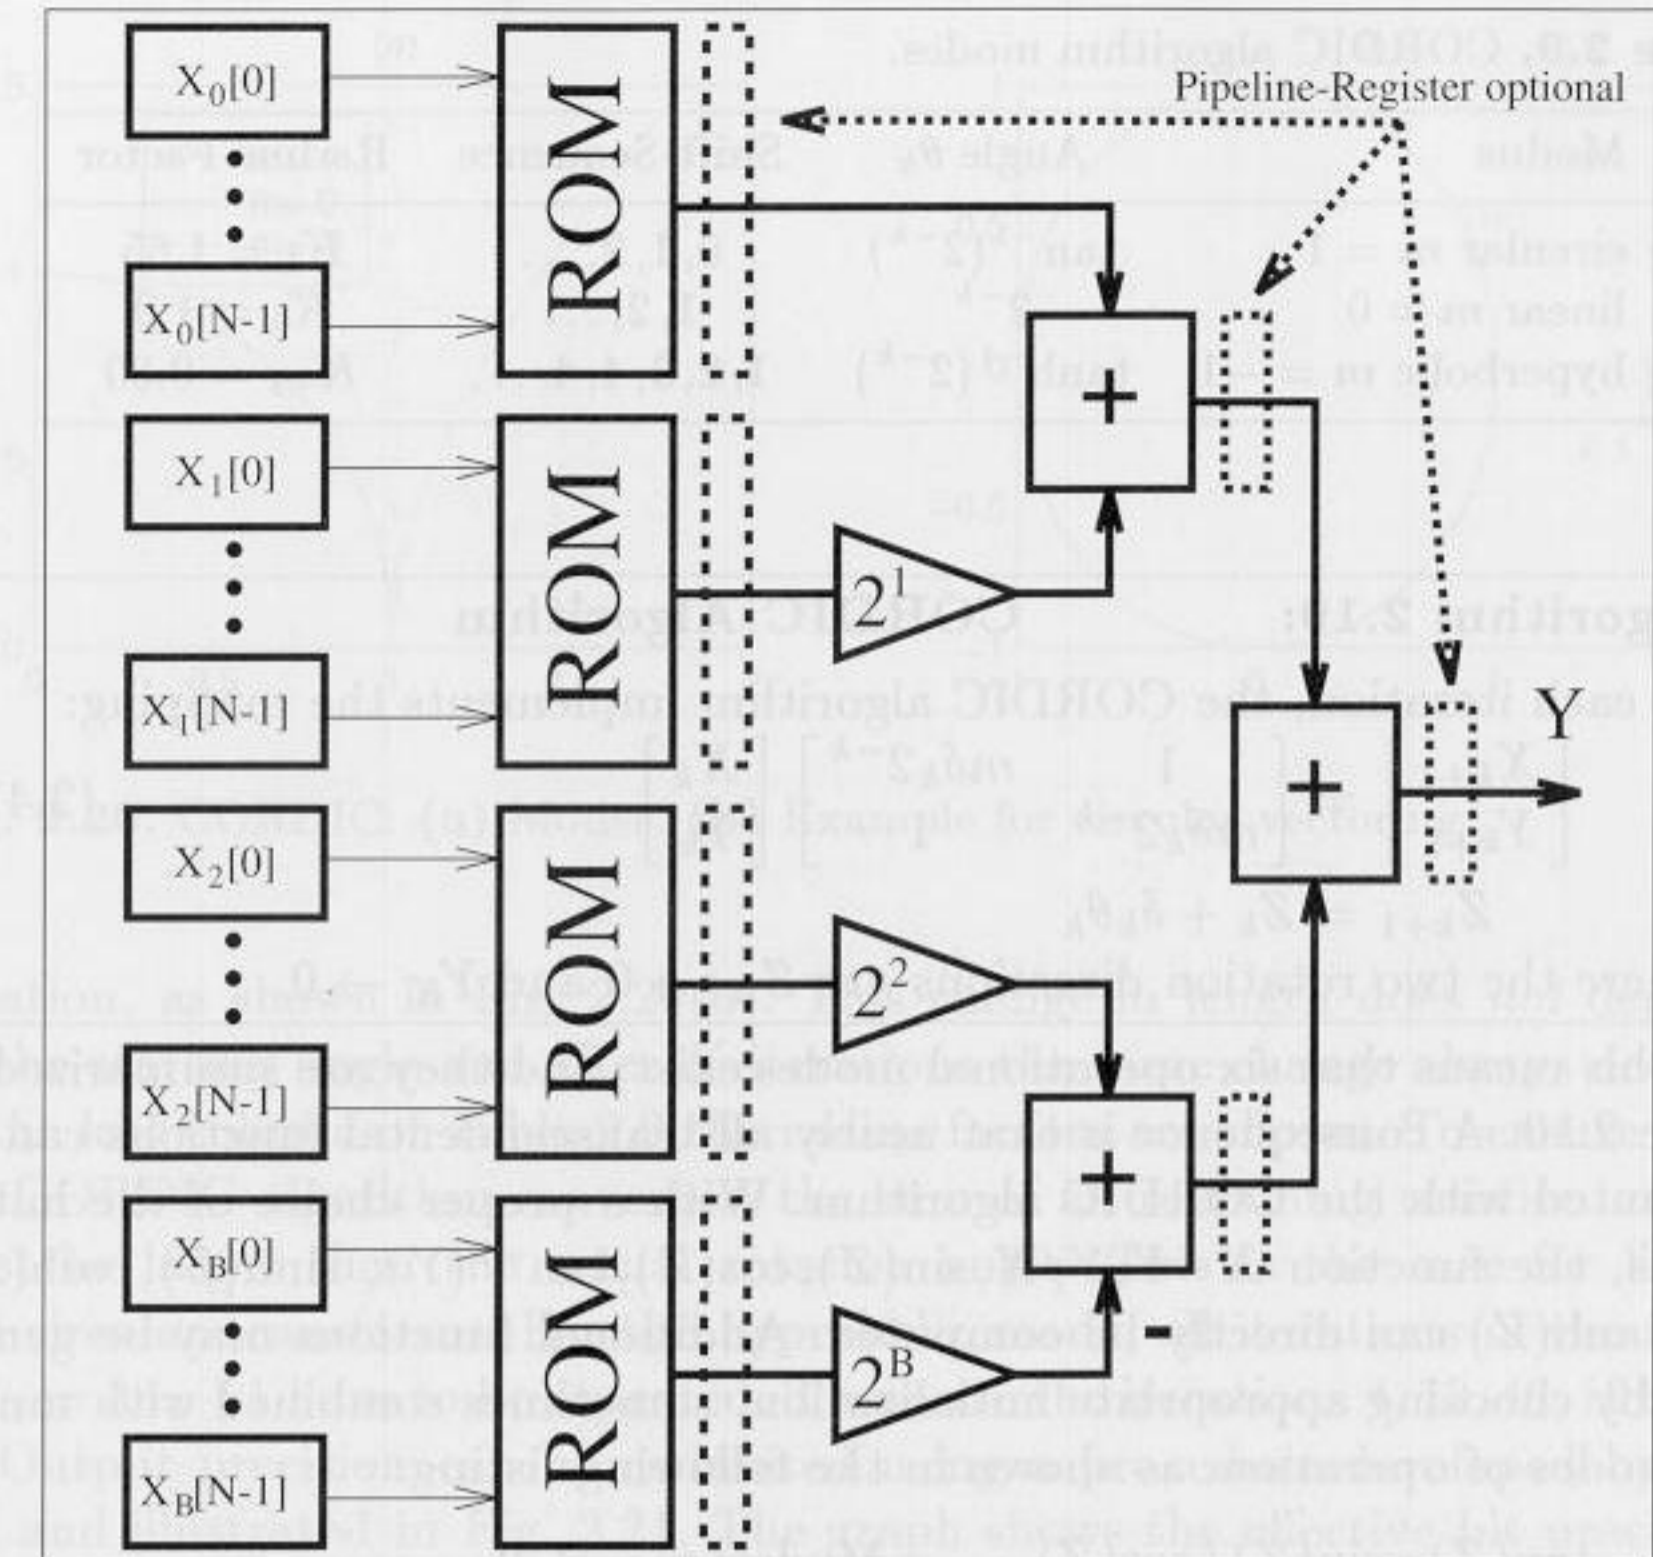 X0[0]
X0[N-1]
ROM
Pipeline-Register optional
+
X1[0]
X1[N-1]
ROM
2^1
+
Y
X2[0]
X2[N-1]
ROM
2^2
+
-
XB[0]
XB[N-1]
ROM
2^B